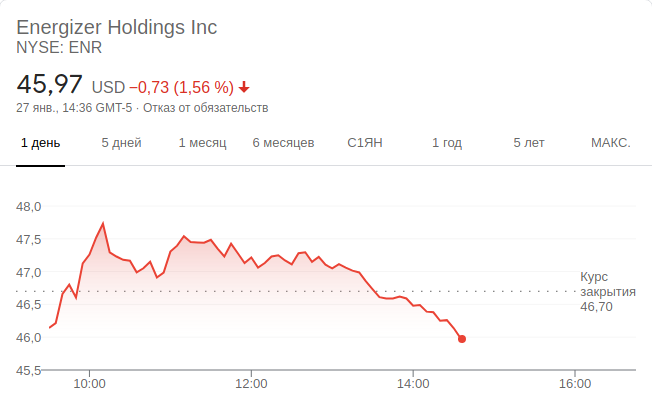 Energizer Holdings Inc
NYSE: ENR
45,97 USD −0,73 (1,56 %)
27 янв., 14:36 GMT-5 · Отказ от обязательств
1 день 5 дней 1 месяц 6 месяцев С1ЯН 1 год 5 лет МАКС.
48,0
47,5
47,0
Курс
закрытия
46,70
46,5
46,0
45,5
10:00 12:00 14:00 16:00